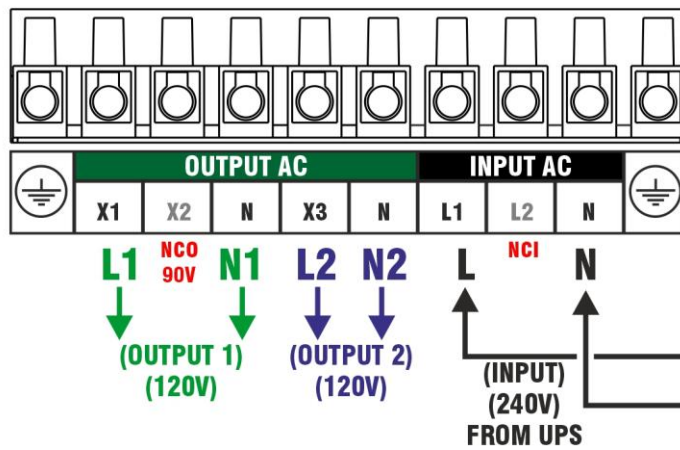 OUTPUT AC INPUT AC
X1 X2 N X3 N L1 L2 N
L1 NCO 90V N1 L2 N2 L NCI N
(OUTPUT 1) (OUTPUT 2) (INPUT)
(120V) (120V) (240V)
FROM UPS